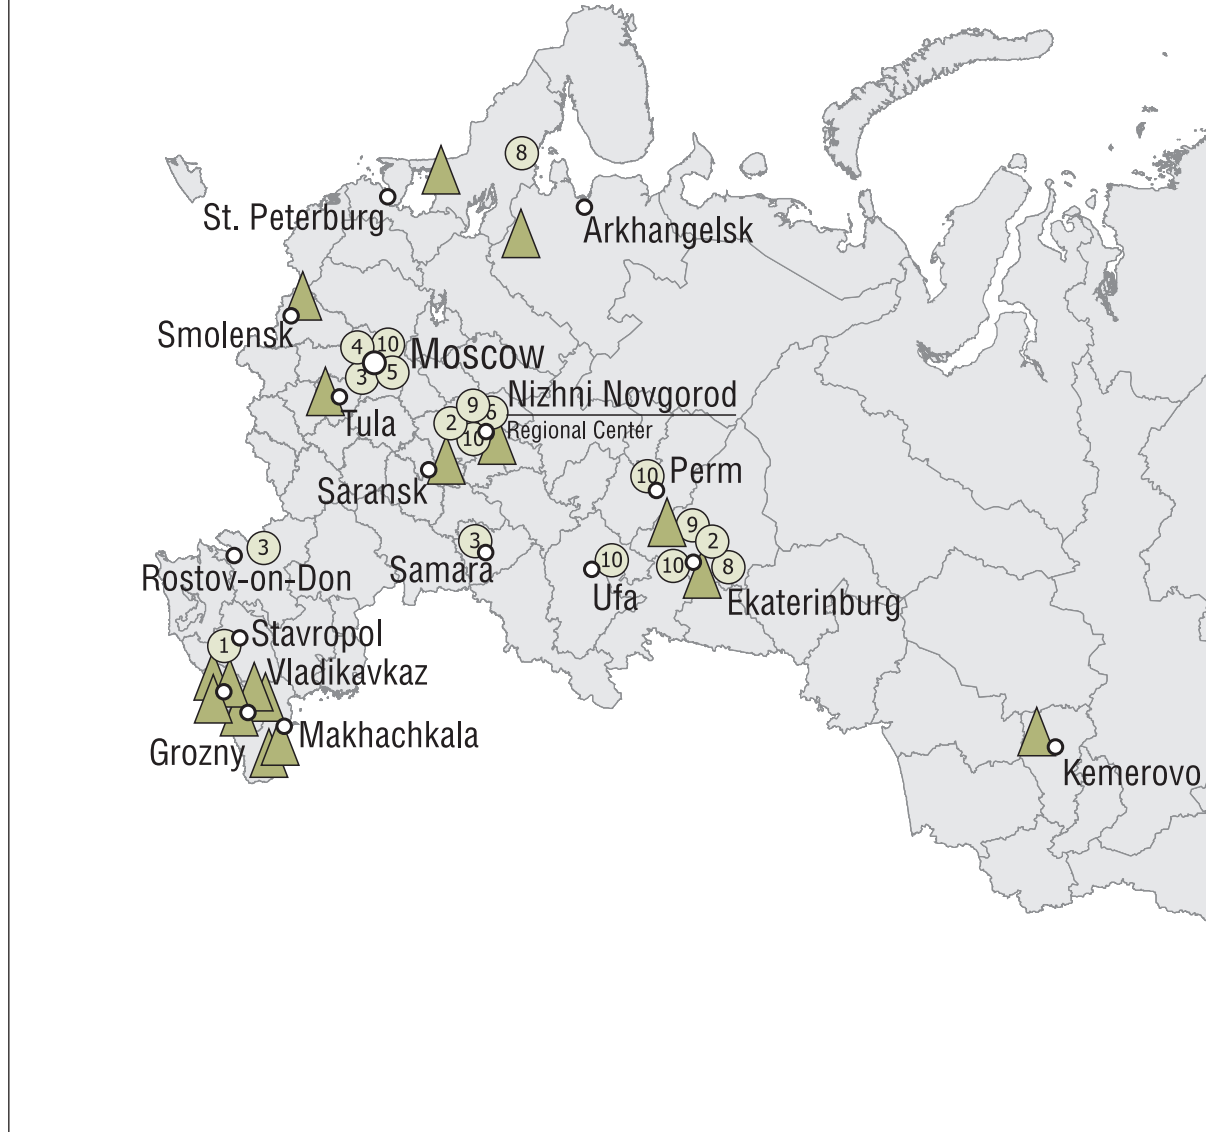 8
St. Peterburg
Arkhangelsk
Smolensk
4
10
Moscow
3
5
Tula
Nizhni Novgorod
9
6
2
Regional Center
10
Saransk
10
Perm
9
2
3
3
10
10
8
Rostov-on-Don
Samara
Ufa
Ekaterinburg
1
Stavropol
Vladikavkaz
Makhachkala
Grozny
Kemerovo